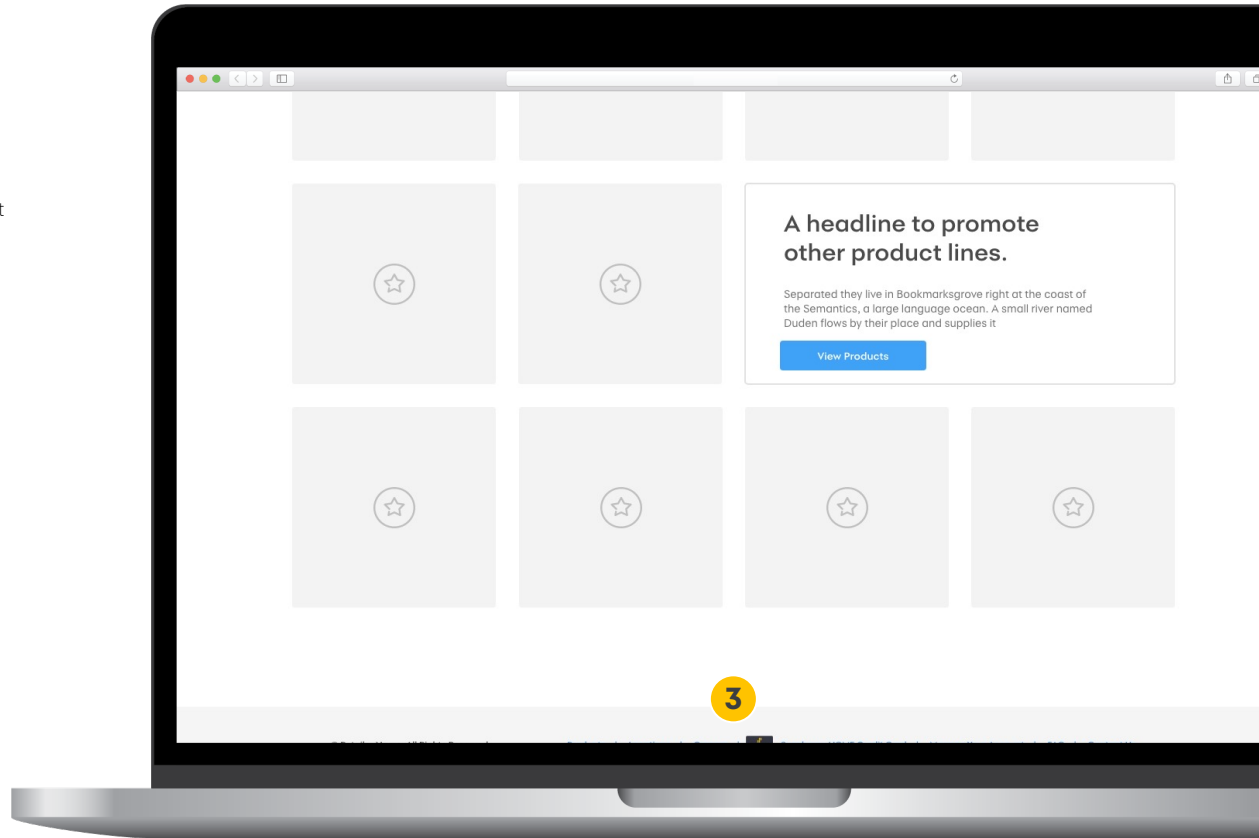 t
A headline to promote
other product lines.
Separated they live in Bookmarksgrove right at the coast of
the Semantics, a large language ocean. A small river named
Duden flows by their place and supplies it
View Products
3